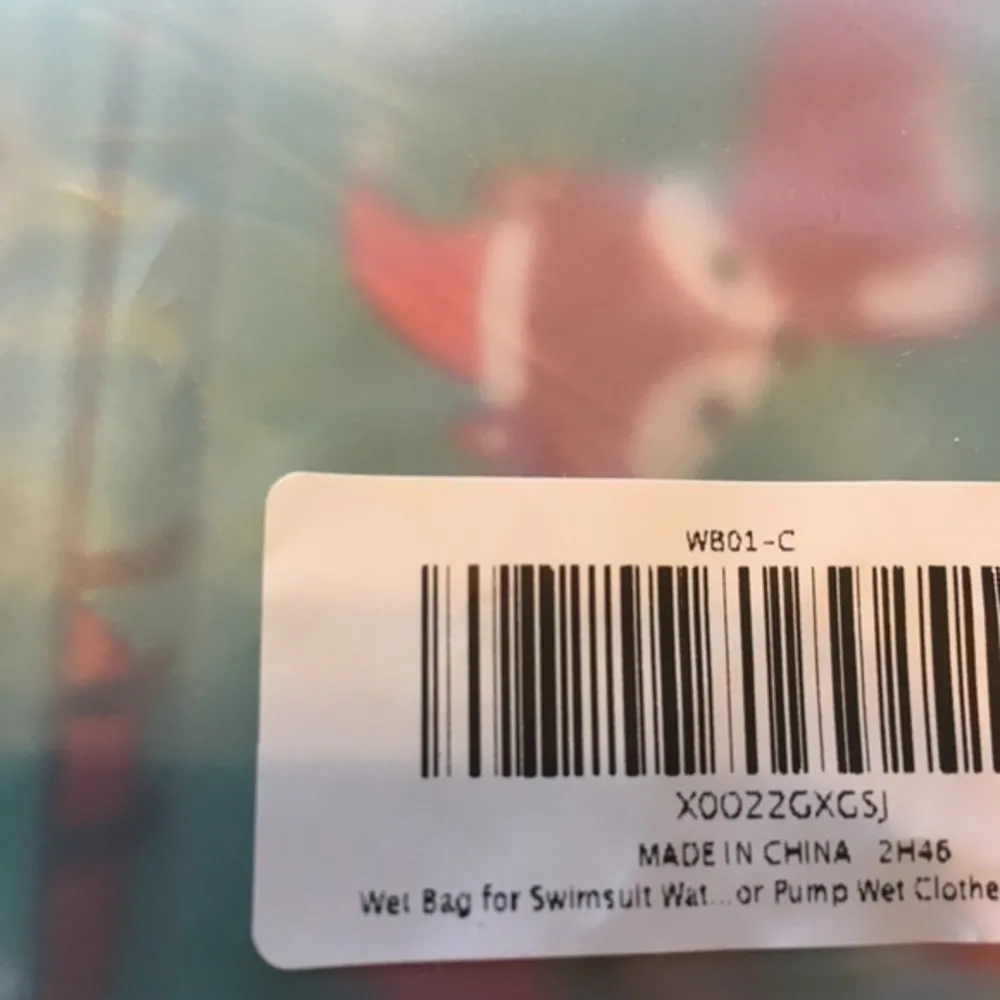 WB01-C
X0022GXGSJ
MADE IN CHINA 2H46
Wet Bag for Swimsuit Wat...or Pump Wet Clothe